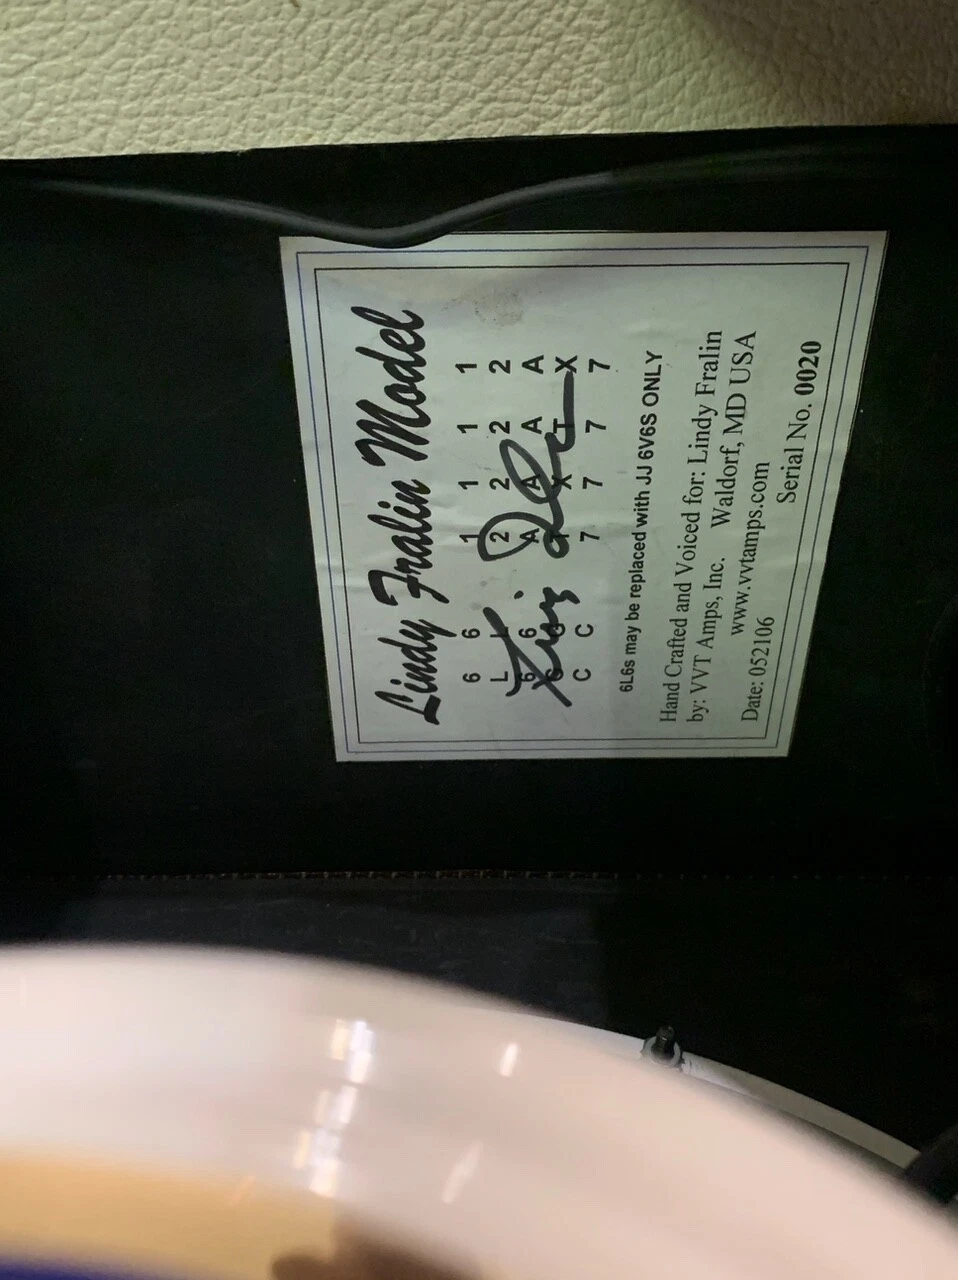 Lindy Fralin Model
6 6 1 1 1 1
L L 2 2 2 2
6 6 A A A A
G G T X T X
C C 7 7 7 7
6L6s may be replaced with JJ 6V6S ONLY
Hand Crafted and Voiced for: Lindy Fralin
by: VVT Amps, Inc. Waldorf, MD USA
www.vvtamps.com
Date: 052106 Serial No. 0020